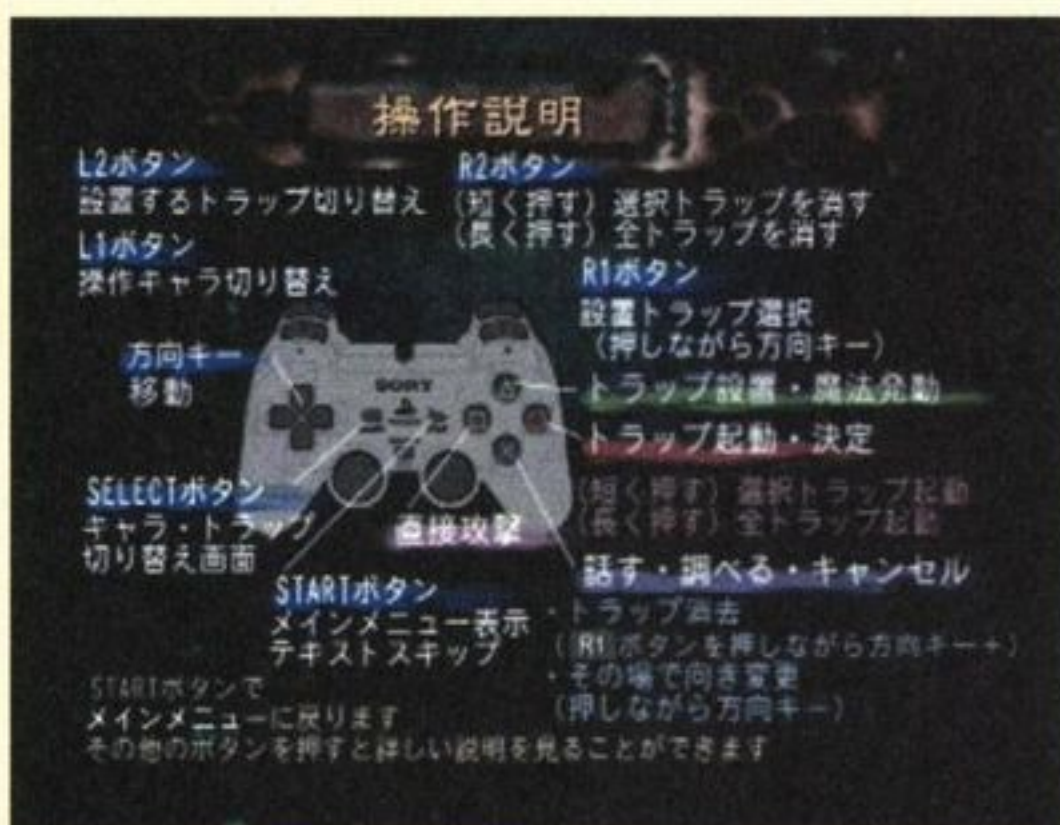 操作説明
L2ボタン
設置するトラップ切り替え
R2ボタン
(短く押す) 選択トラップを消す
(長く押す) 全トラップを消す
L1ボタン
操作キャラ切り替え
R1ボタン
設置トラップ選択
(押しながら方向キー)
方向キー
移動
SONY
トラップ設置・魔法発動
トラップ起動・決定
(短く押す) 選択トラップ起動
(長く押す) 全トラップ起動
SELECTボタン
キャラ・トラップ
切り替え画面
直接攻撃
話す・調べる・キャンセル
・トラップ消去
(R1ボタンを押しながら方向キー+)
・その場で向き変更
(押しながら方向キー)
STARTボタン
メインメニュー表示
テキストスキップ
STARTボタンで
メインメニューに戻ります
その他のボタンを押すと詳しい説明を見ることができます